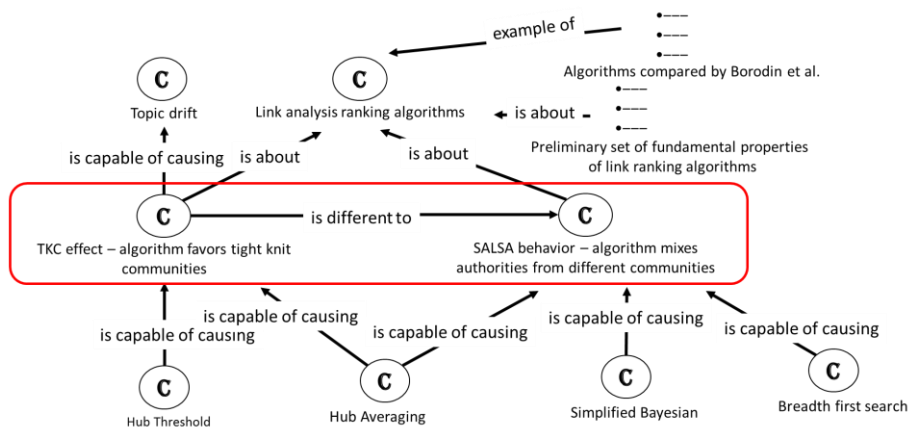 example of
C
C
Algorithms compared by Borodin et al.
Topic drift
Link analysis ranking algorithms
is about
Preliminary set of fundamental properties
of link ranking algorithms
is capable of causing
is about
is about
C
is different to
C
TKC effect – algorithm favors tight knit
communities
SALSA behavior – algorithm mixes
authorities from different communities
is capable of causing
is capable of causing
is capable of causing
is capable of causing
is capable of causing
C
C
C
C
Hub Threshold
Hub Averaging
Simplified Bayesian
Breadth first search